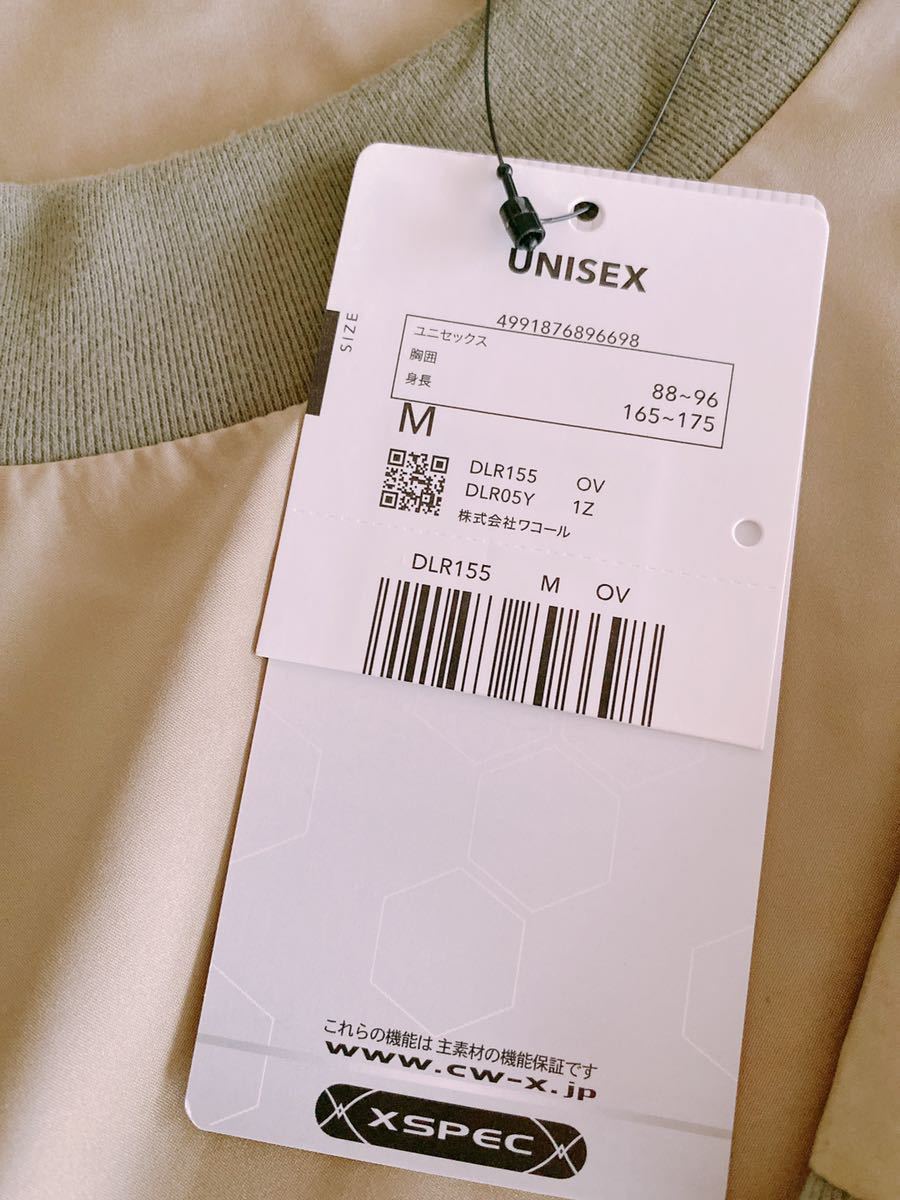 UNISEX
SIZE
4991876896698
ユニセックス
胸囲 88~96
身長 165~175
M
DLR155 OV
DLR05Y 1Z
株式会社ワコール
DLR155 M OV
これらの機能は 主素材の機能保証です
www.cw-x.jp
XSPEC